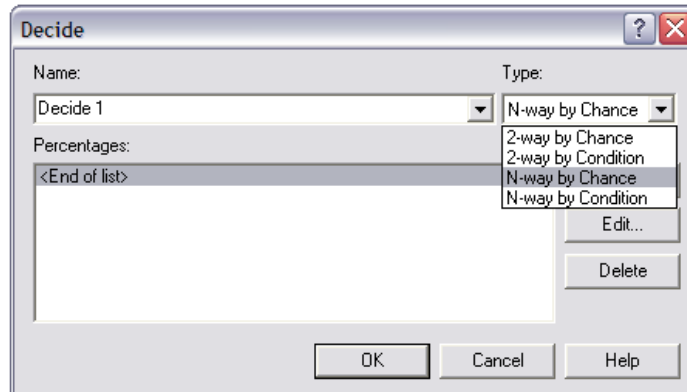 Decide
Name: Type:
Decide 1 N-way by Chance
2-way by Chance
2-way by Condition
N-way by Chance
N-way by Condition
Percentages:
<End of list>
Edit...
Delete
OK Cancel Help